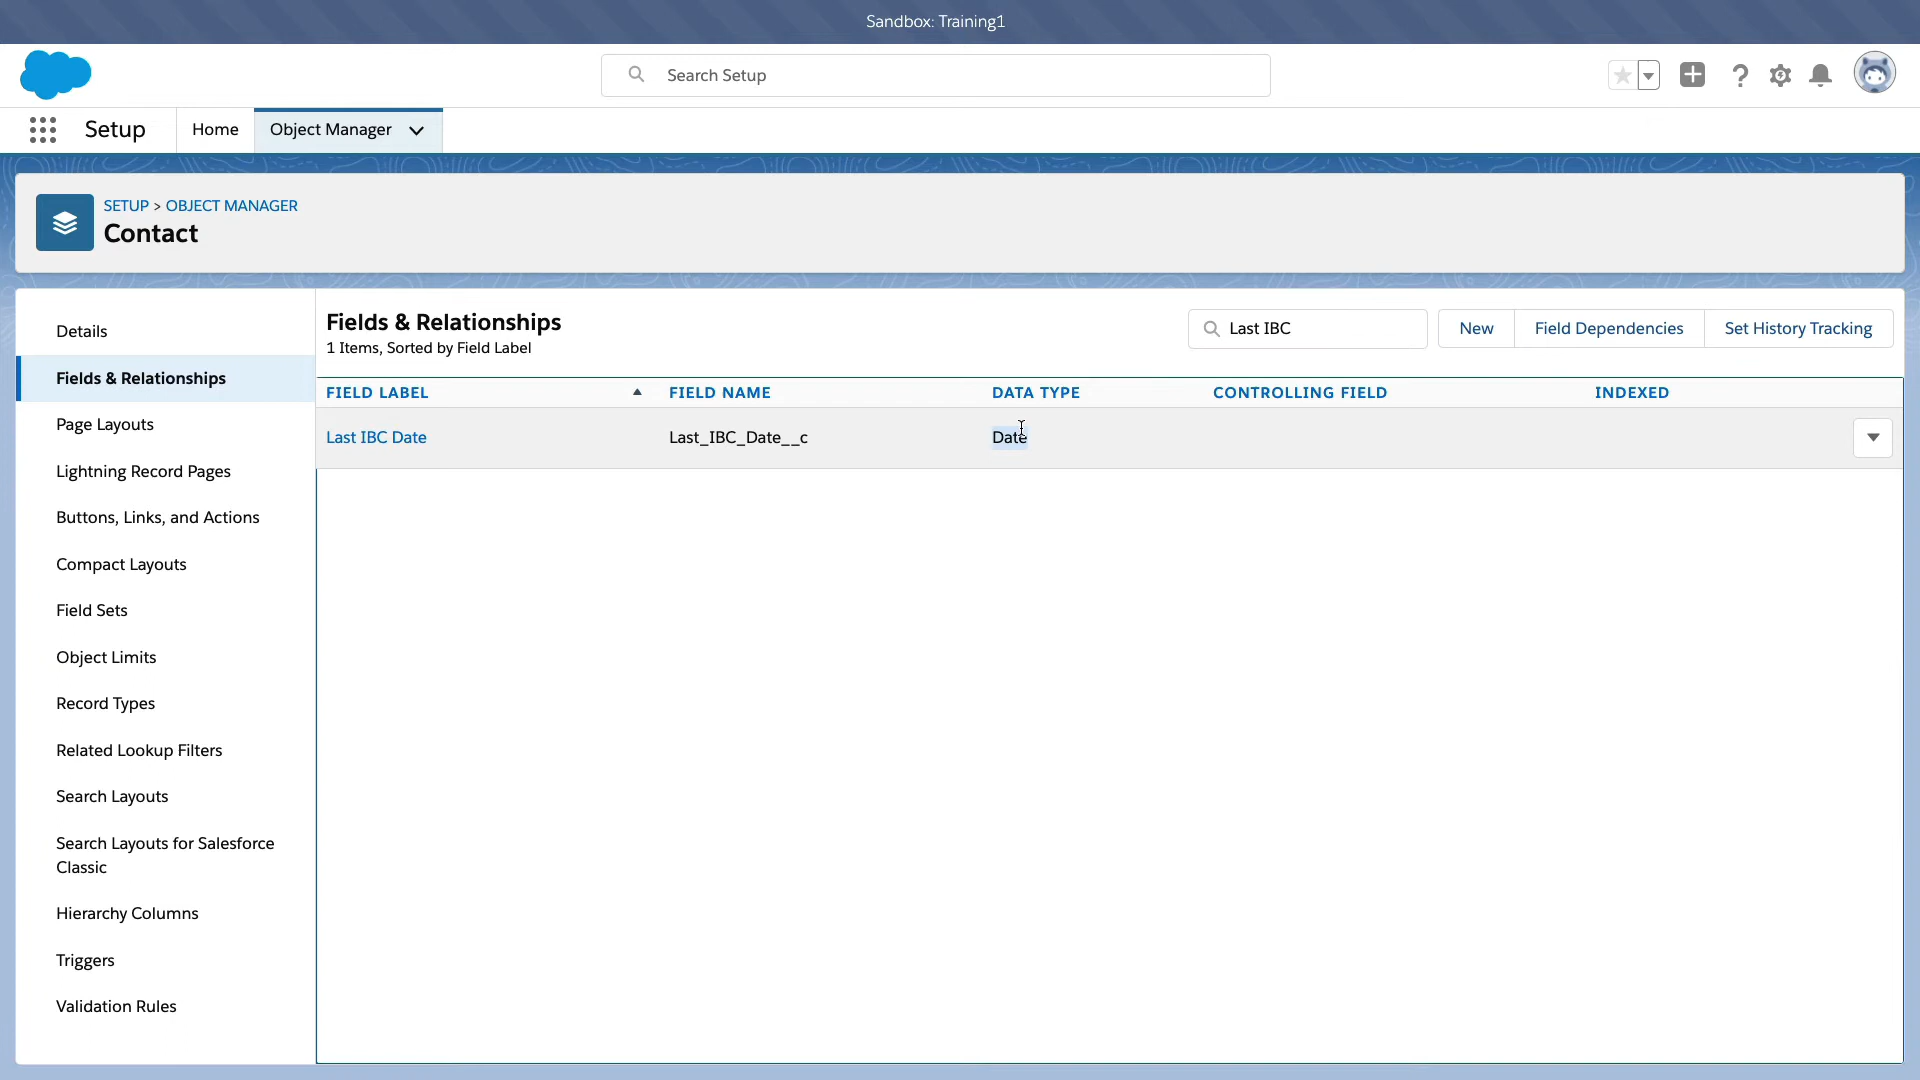 Sandbox: Training1
Search Setup
Setup
Home
Object Manager
SETUP > OBJECT MANAGER
Contact
Details
Fields & Relationships
Page Layouts
Lightning Record Pages
Buttons, Links, and Actions
Compact Layouts
Field Sets
Object Limits
Record Types
Related Lookup Filters
Search Layouts
Search Layouts for Salesforce
Classic
Hierarchy Columns
Triggers
Validation Rules
Fields & Relationships
1 Items, Sorted by Field Label
Last IBC
New
Field Dependencies
Set History Tracking
FIELD LABEL FIELD NAME DATA TYPE CONTROLLING FIELD INDEXED
Last IBC Date Last_IBC_Date__c Date